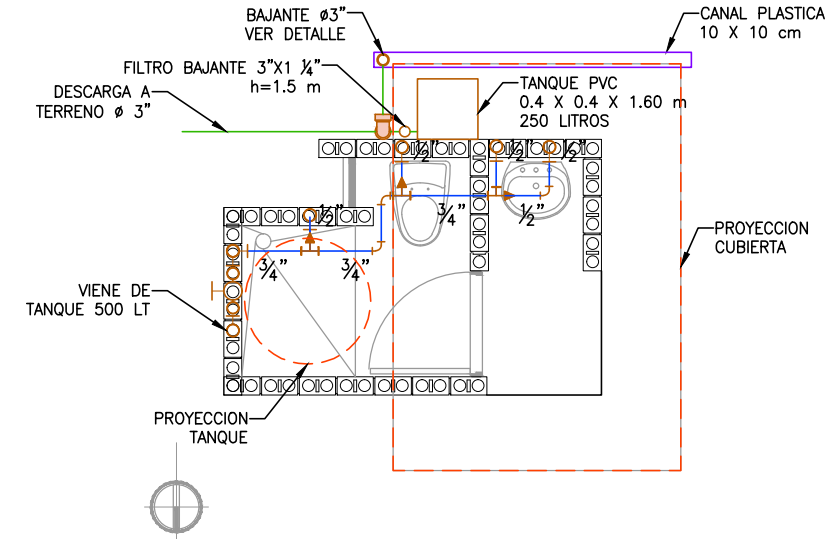 BAJANTE ø3"
VER DETALLE
CANAL PLASTICA
10 X 10 cm
FILTRO BAJANTE 3"X1 ¼"
h=1.5 m
DESCARGA A
TERRENO ø 3"
TANQUE PVC
0.4 X 0.4 X 1.60 m
250 LITROS
½"
½"
½"
½"
¾"
½"
¾"
¾"
PROYECCION
CUBIERTA
VIENE DE
TANQUE 500 LT
PROYECCION
TANQUE